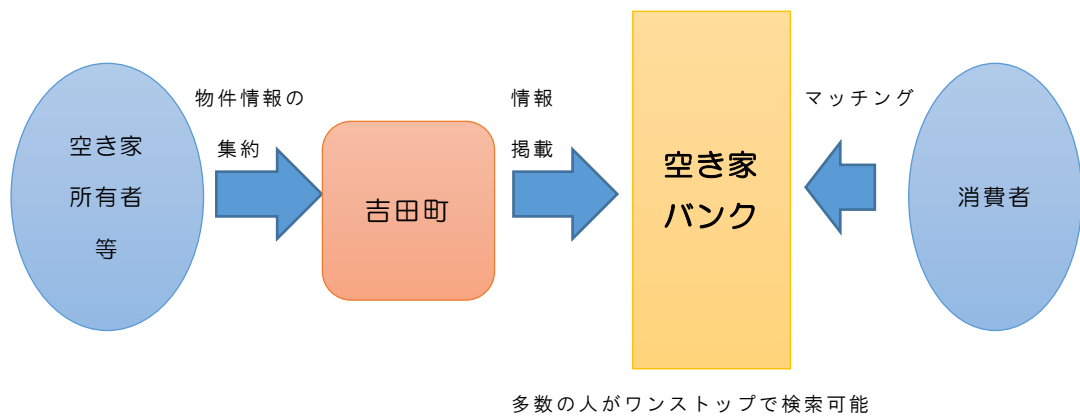 空き家
所有者
等
物件情報の
集約
吉田町
情報
掲載
空き家
バンク
マッチング
消費者
多数の人がワンストップで検索可能